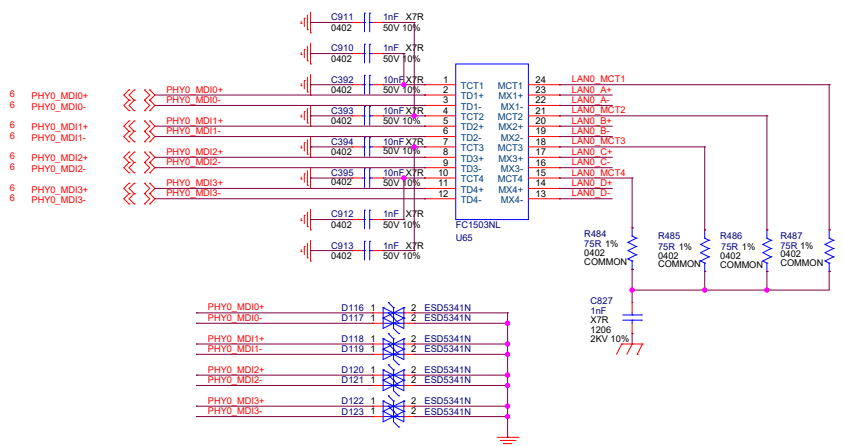 C911 1nF X7R
0402 50V 10%
C910 1nF X7R
0402 50V 10%
C392 10nF X7R
0402 50V 10%
C393 10nF X7R
0402 50V 10%
C394 10nF X7R
0402 50V 10%
C395 10nF X7R
0402 50V 10%
C912 1nF X7R
0402 50V 10%
C913 1nF X7R
0402 50V 10%
6 PHY0_MDI0+ PHY0_MDI0+
6 PHY0_MDI0- PHY0_MDI0-
6 PHY0_MDI1+ PHY0_MDI1+
6 PHY0_MDI1- PHY0_MDI1-
6 PHY0_MDI2+ PHY0_MDI2+
6 PHY0_MDI2- PHY0_MDI2-
6 PHY0_MDI3+ PHY0_MDI3+
6 PHY0_MDI3- PHY0_MDI3-
1 TCT1 MCT1 24 LAN0_MCT1
2 TD1+ MX1+ 23 LAN0_A+
3 TD1- MX1- 22 LAN0_A-
4 TCT2 MCT2 21 LAN0_MCT2
5 TD2+ MX2+ 20 LAN0_B+
6 TD2- MX2- 19 LAN0_B-
7 TCT3 MCT3 18 LAN0_MCT3
8 TD3+ MX3+ 17 LAN0_C+
9 TD3- MX3- 16 LAN0_C-
10 TCT4 MCT4 15 LAN0_MCT4
11 TD4+ MX4+ 14 LAN0_D+
12 TD4- MX4- 13 LAN0_D-
FC1503NL
U65
R484
75R 1%
0402
COMMON
R485
75R 1%
0402
COMMON
R486
75R 1%
0402
COMMON
R487
75R 1%
0402
COMMON
C827
1nF
X7R
1206
2KV 10%
PHY0_MDI0+ D116 1 2 ESD5341N
PHY0_MDI0- D117 1 2 ESD5341N
PHY0_MDI1+ D118 1 2 ESD5341N
PHY0_MDI1- D119 1 2 ESD5341N
PHY0_MDI2+ D120 1 2 ESD5341N
PHY0_MDI2- D121 1 2 ESD5341N
PHY0_MDI3+ D122 1 2 ESD5341N
PHY0_MDI3- D123 1 2 ESD5341N